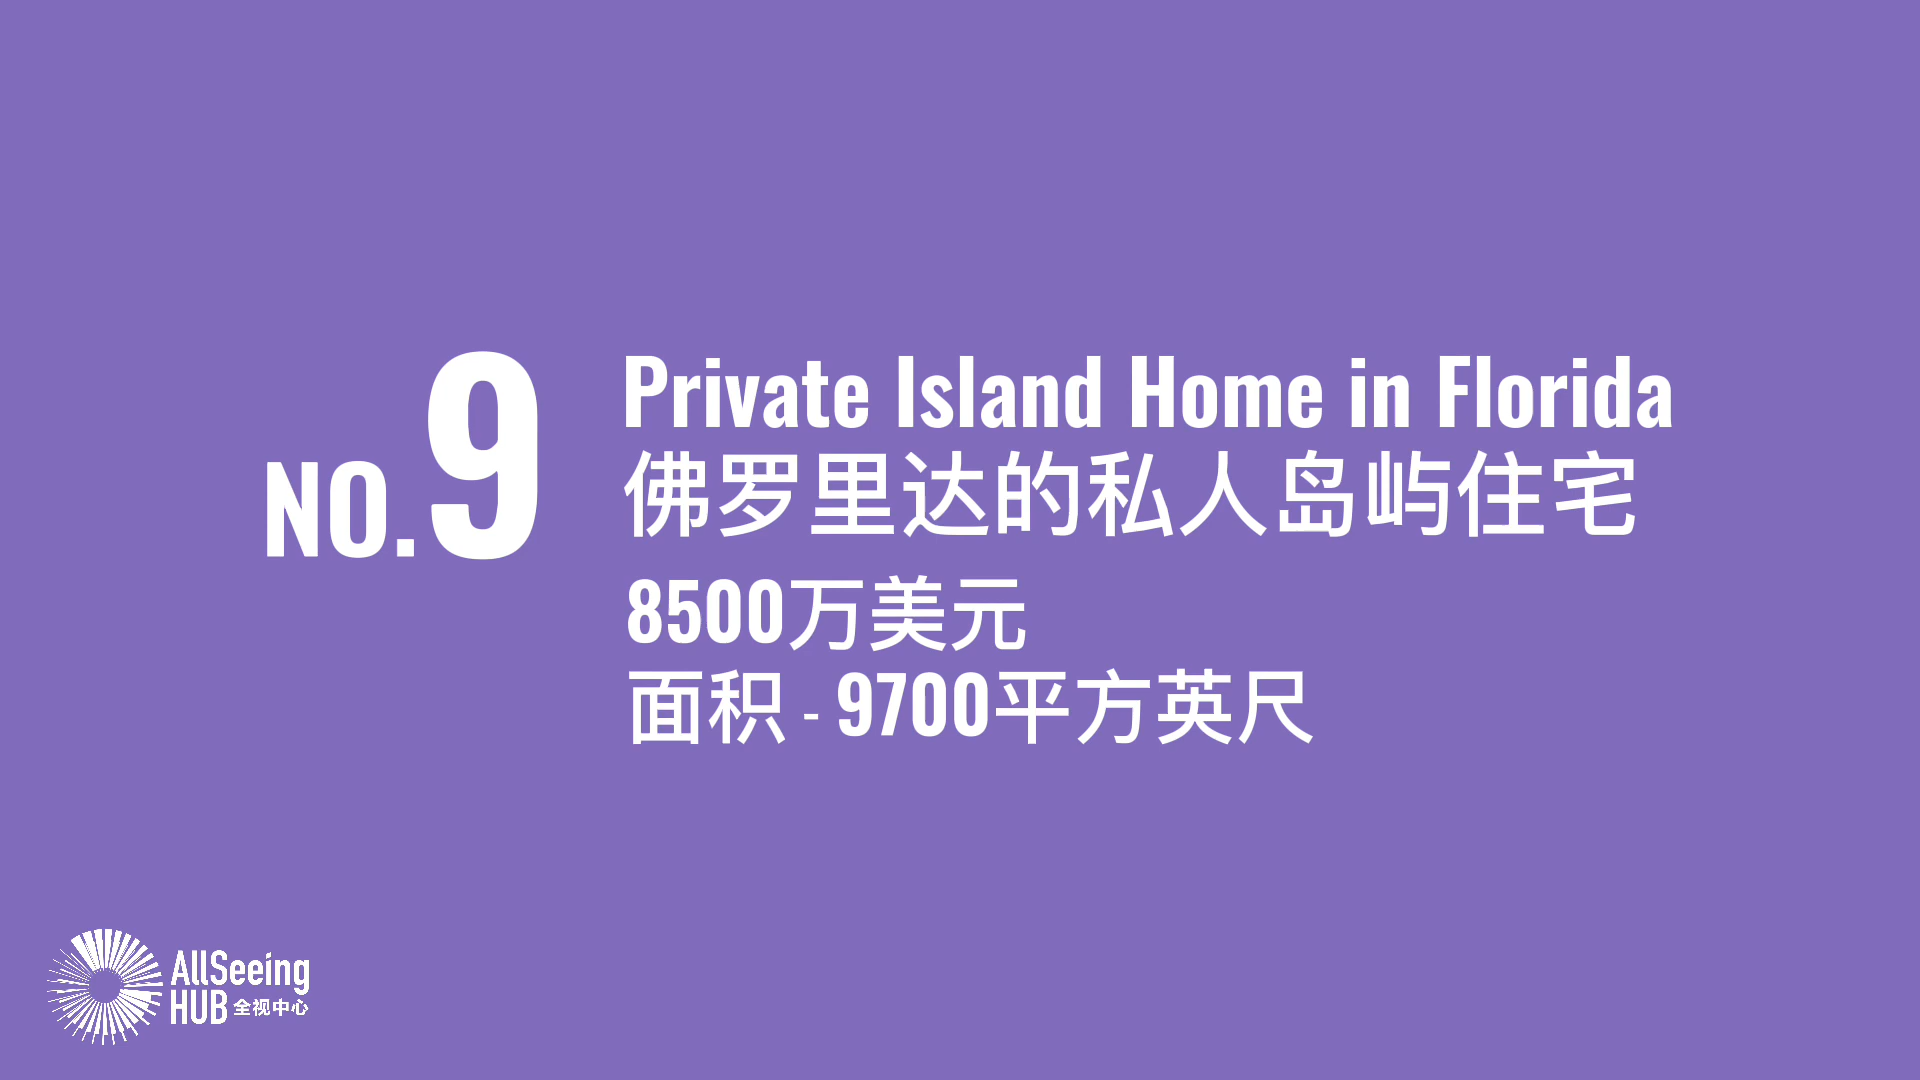 NO.9
Private Island Home in Florida
佛罗里达的私人岛屿住宅
8500万美元
面积 - 9700平方英尺
AllSeeing
HUB 全视中心